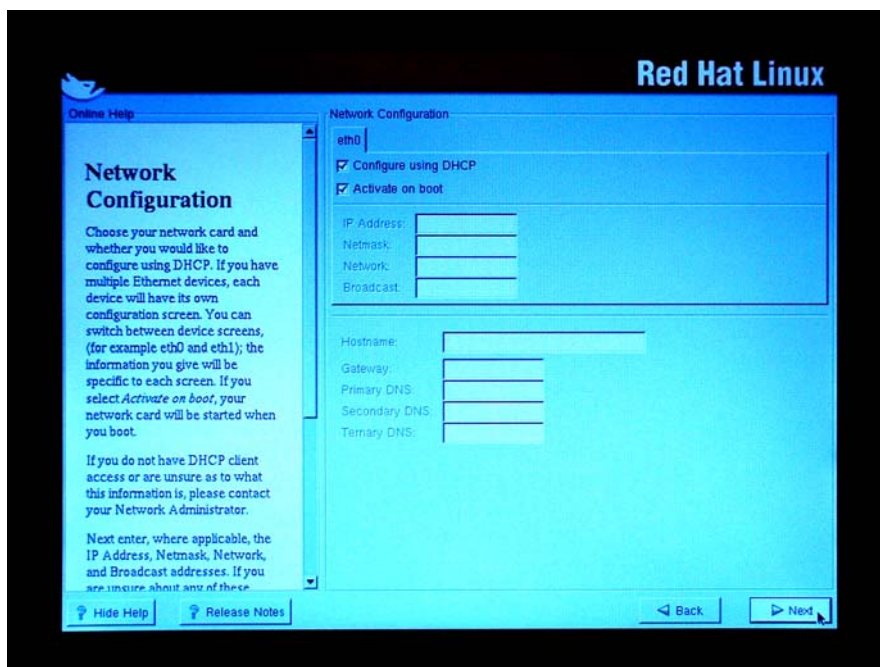 Red Hat Linux
Online Help
Network
Configuration
Choose your network card and
whether you would like to
configure using DHCP. If you have
multiple Ethernet devices, each
device will have its own
configuration screen. You can
switch between device screens,
(for example eth0 and eth1); the
information you give will be
specific to each screen. If you
select Activate on boot, your
network card will be started when
you boot.
If you do not have DHCP client
access or are unsure as to what
this information is, please contact
your Network Administrator.
Next enter, where applicable, the
IP Address, Netmask, Network,
and Broadcast addresses. If you
are unsure about any of these
Network Configuration
eth0
Configure using DHCP
Activate on boot
IP Address:
Netmask:
Network:
Broadcast:
Hostname:
Gateway:
Primary DNS:
Secondary DNS:
Ternary DNS:
Hide Help
Release Notes
Back
Next